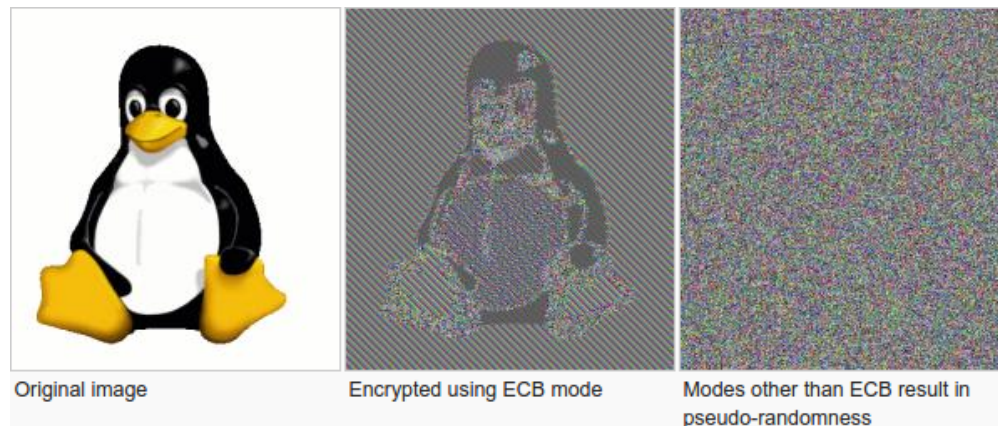 Original image
Encrypted using ECB mode
Modes other than ECB result in
pseudo-randomness